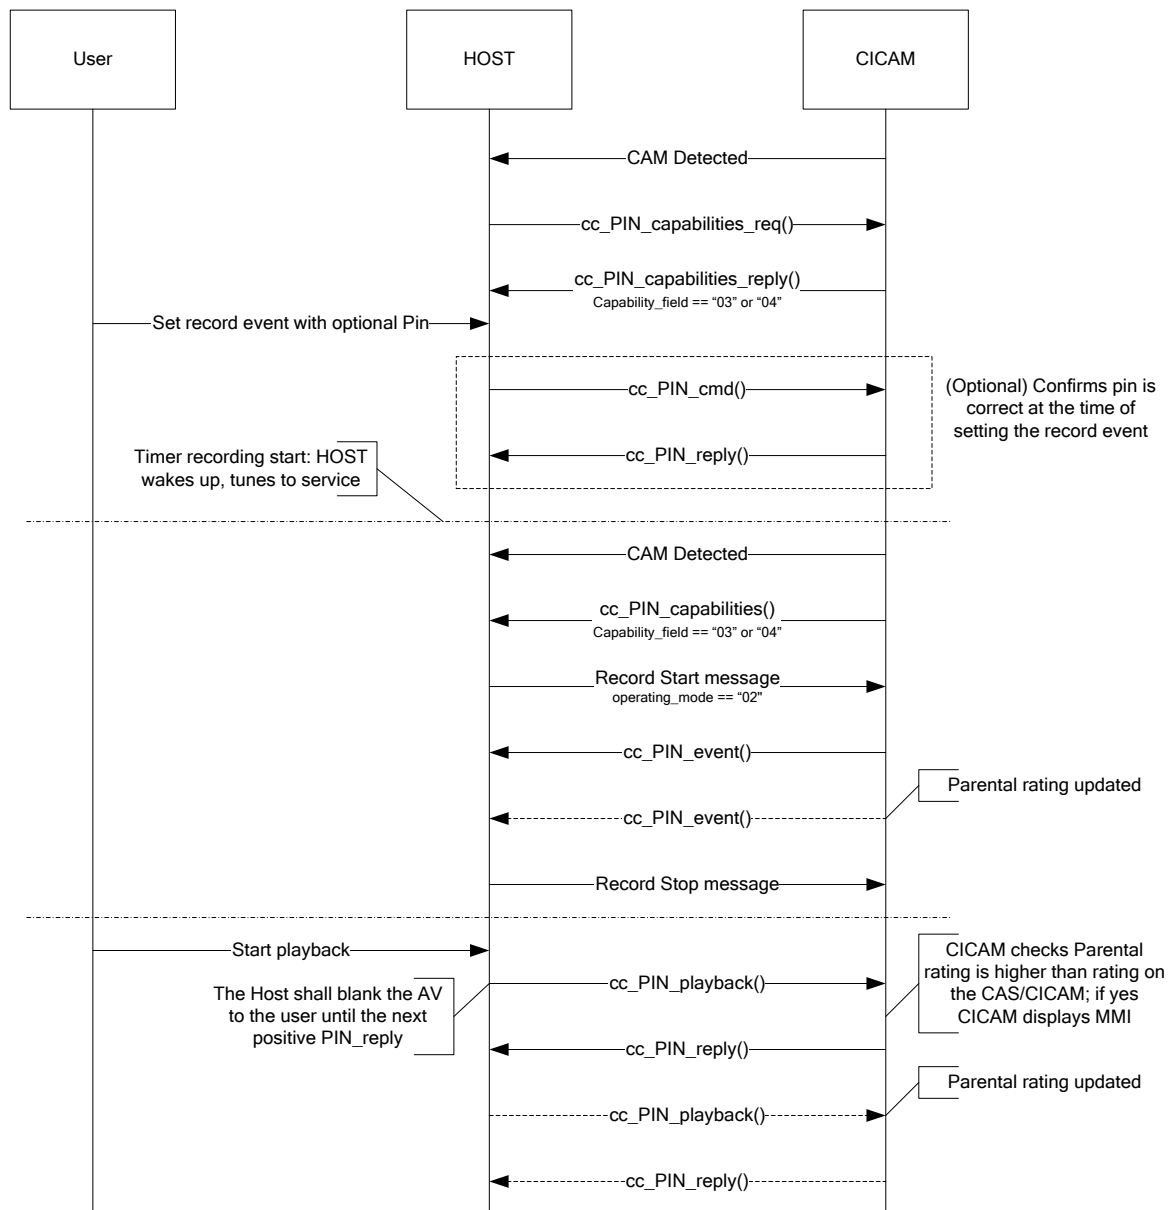 User
HOST
CICAM
CAM Detected
cc_PIN_capabilities_req()
cc_PIN_capabilities_reply()
Capability_field == “03” or “04”
Set record event with optional Pin
cc_PIN_cmd()
(Optional) Confirms pin is
correct at the time of
setting the record event
cc_PIN_reply()
Timer recording start: HOST
wakes up, tunes to service
CAM Detected
cc_PIN_capabilities()
Capability_field == “03” or “04”
Record Start message
operating_mode == “02”
cc_PIN_event()
Parental rating updated
cc_PIN_event()
Record Stop message
Start playback
CICAM checks Parental
rating is higher than rating on
the CAS/CICAM; if yes
CICAM displays MMI
cc_PIN_playback()
The Host shall blank the AV
to the user until the next
positive PIN_reply
cc_PIN_reply()
Parental rating updated
cc_PIN_playback()
cc_PIN_reply()